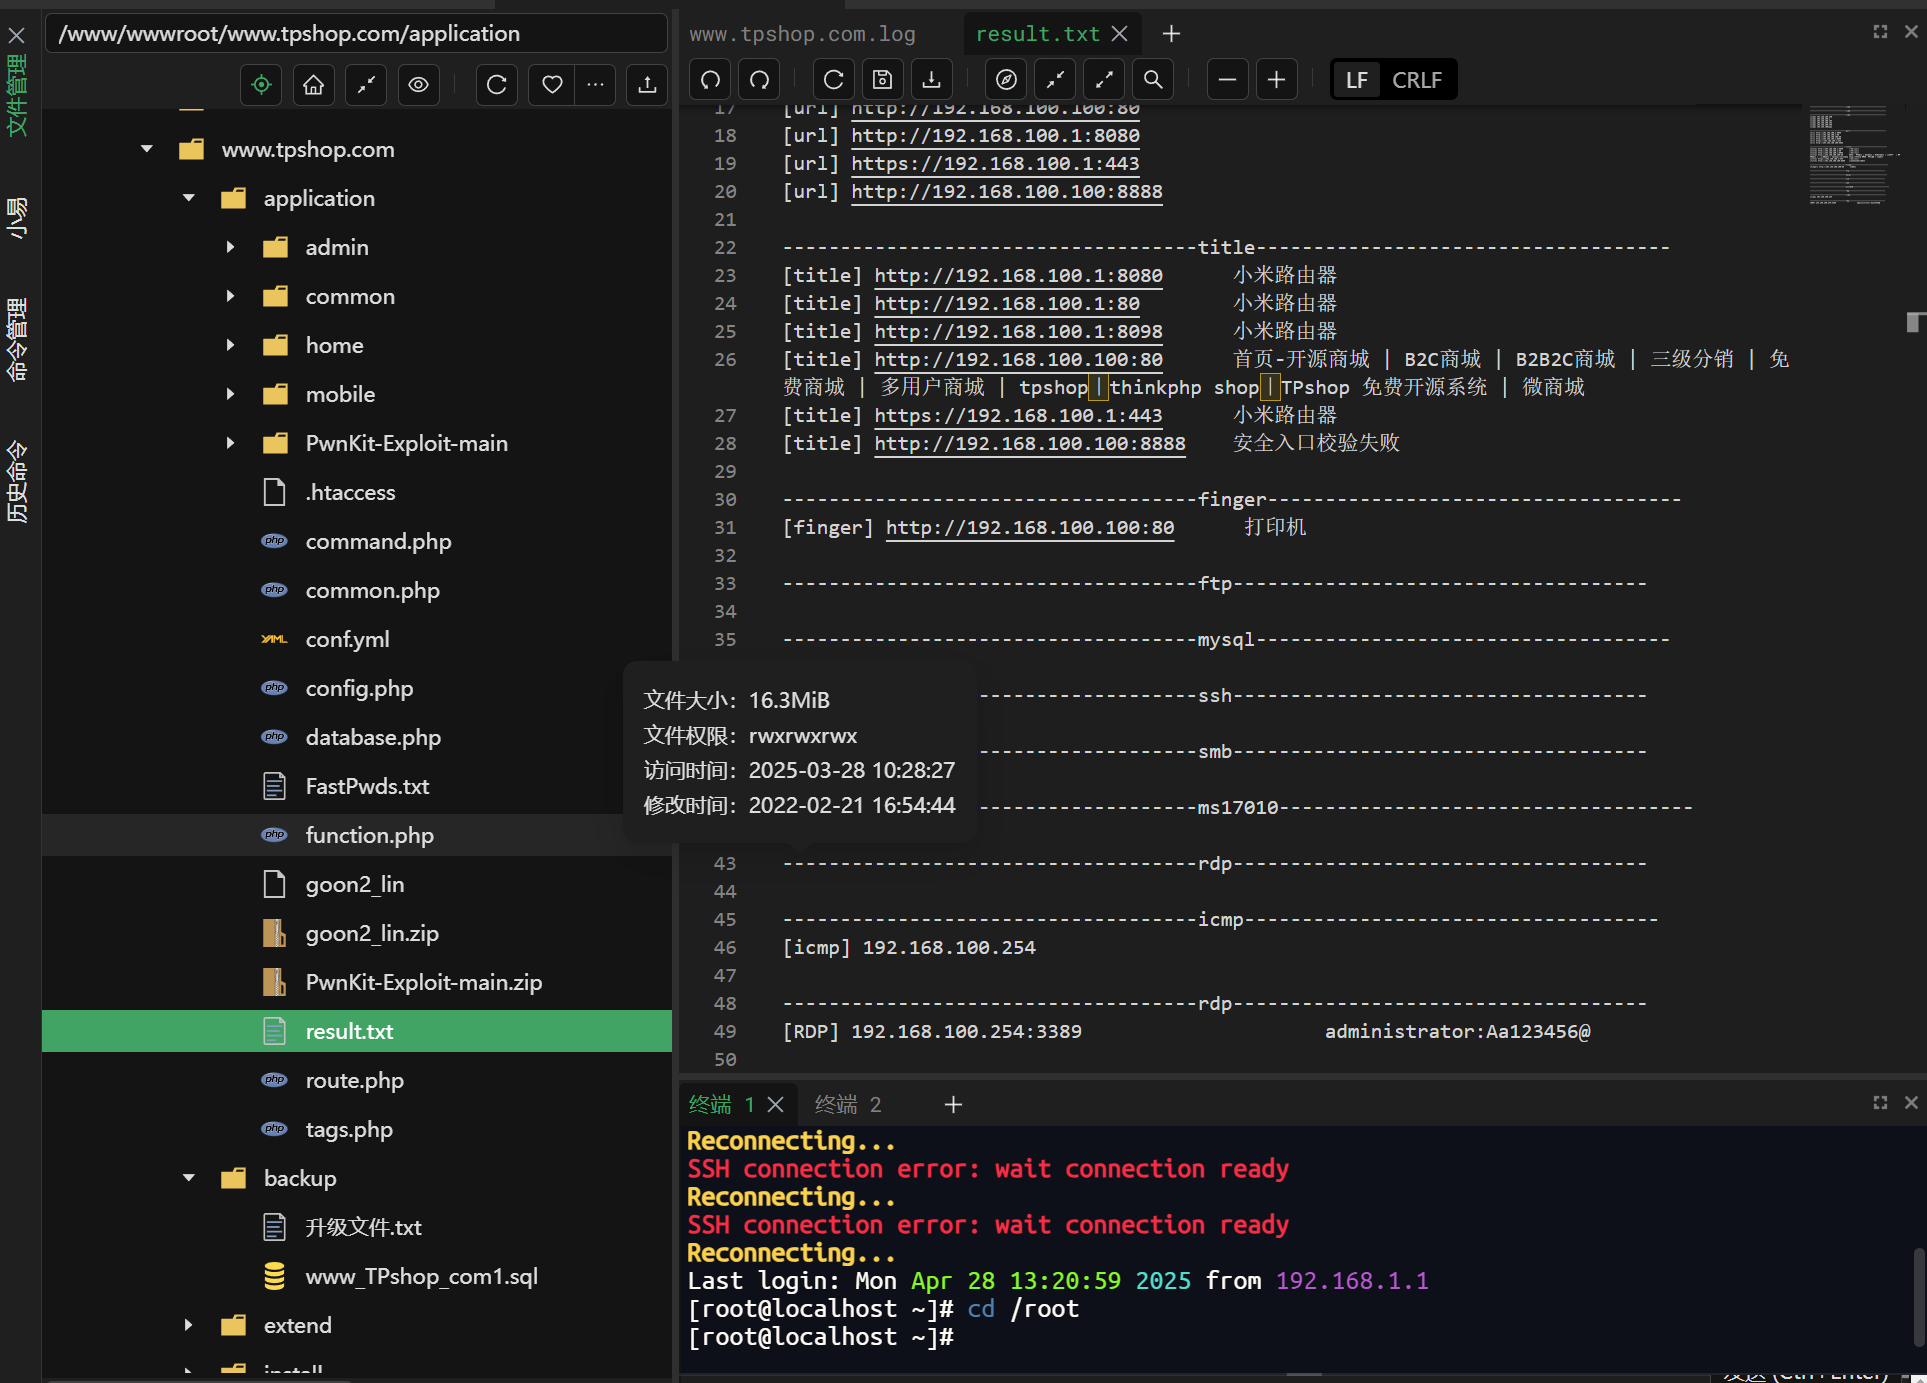 /www/wwwroot/www.tpshop.com/application
文件管理
小易
命令管理
历史命令
www.tpshop.com
application
admin
common
home
mobile
PwnKit-Exploit-main
.htaccess
command.php
common.php
conf.yml
config.php
database.php
FastPwds.txt
function.php
goon2_lin
goon2_lin.zip
PwnKit-Exploit-main.zip
result.txt
route.php
tags.php
backup
升级文件.txt
www_TPshop_com1.sql
extend
install
文件大小：16.3MiB
文件权限：rwxrwxrwx
访问时间：2025-03-28 10:28:27
修改时间：2022-02-21 16:54:44
www.tpshop.com.log
result.txt
LF CRLF
17 [url] http://192.168.100.100:80
18 [url] http://192.168.100.1:8080
19 [url] https://192.168.100.1:443
20 [url] http://192.168.100.100:8888
21
22 ------------------------------------title------------------------------------
23 [title] http://192.168.100.1:8080 小米路由器
24 [title] http://192.168.100.1:80 小米路由器
25 [title] http://192.168.100.1:8098 小米路由器
26 [title] http://192.168.100.100:80 首页-开源商城 | B2C商城 | B2B2C商城 | 三级分销 | 免
费商城 | 多用户商城 | tpshop｜thinkphp shop｜TPshop 免费开源系统 | 微商城
27 [title] https://192.168.100.1:443 小米路由器
28 [title] http://192.168.100.100:8888 安全入口校验失败
29
30 ------------------------------------finger------------------------------------
31 [finger] http://192.168.100.100:80 打印机
32
33 ------------------------------------ftp------------------------------------
34
35 ------------------------------------mysql------------------------------------
-------------------ssh------------------------------------
-------------------smb------------------------------------
-------------------ms17010------------------------------------
43 ------------------------------------rdp------------------------------------
44
45 ------------------------------------icmp------------------------------------
46 [icmp] 192.168.100.254
47
48 ------------------------------------rdp------------------------------------
49 [RDP] 192.168.100.254:3389 administrator:Aa123456@
50
终端 1 终端 2
Reconnecting...
SSH connection error: wait connection ready
Reconnecting...
SSH connection error: wait connection ready
Reconnecting...
Last login: Mon Apr 28 13:20:59 2025 from 192.168.1.1
[root@localhost ~]# cd /root
[root@localhost ~]#
发送 (Ctrl+Enter)